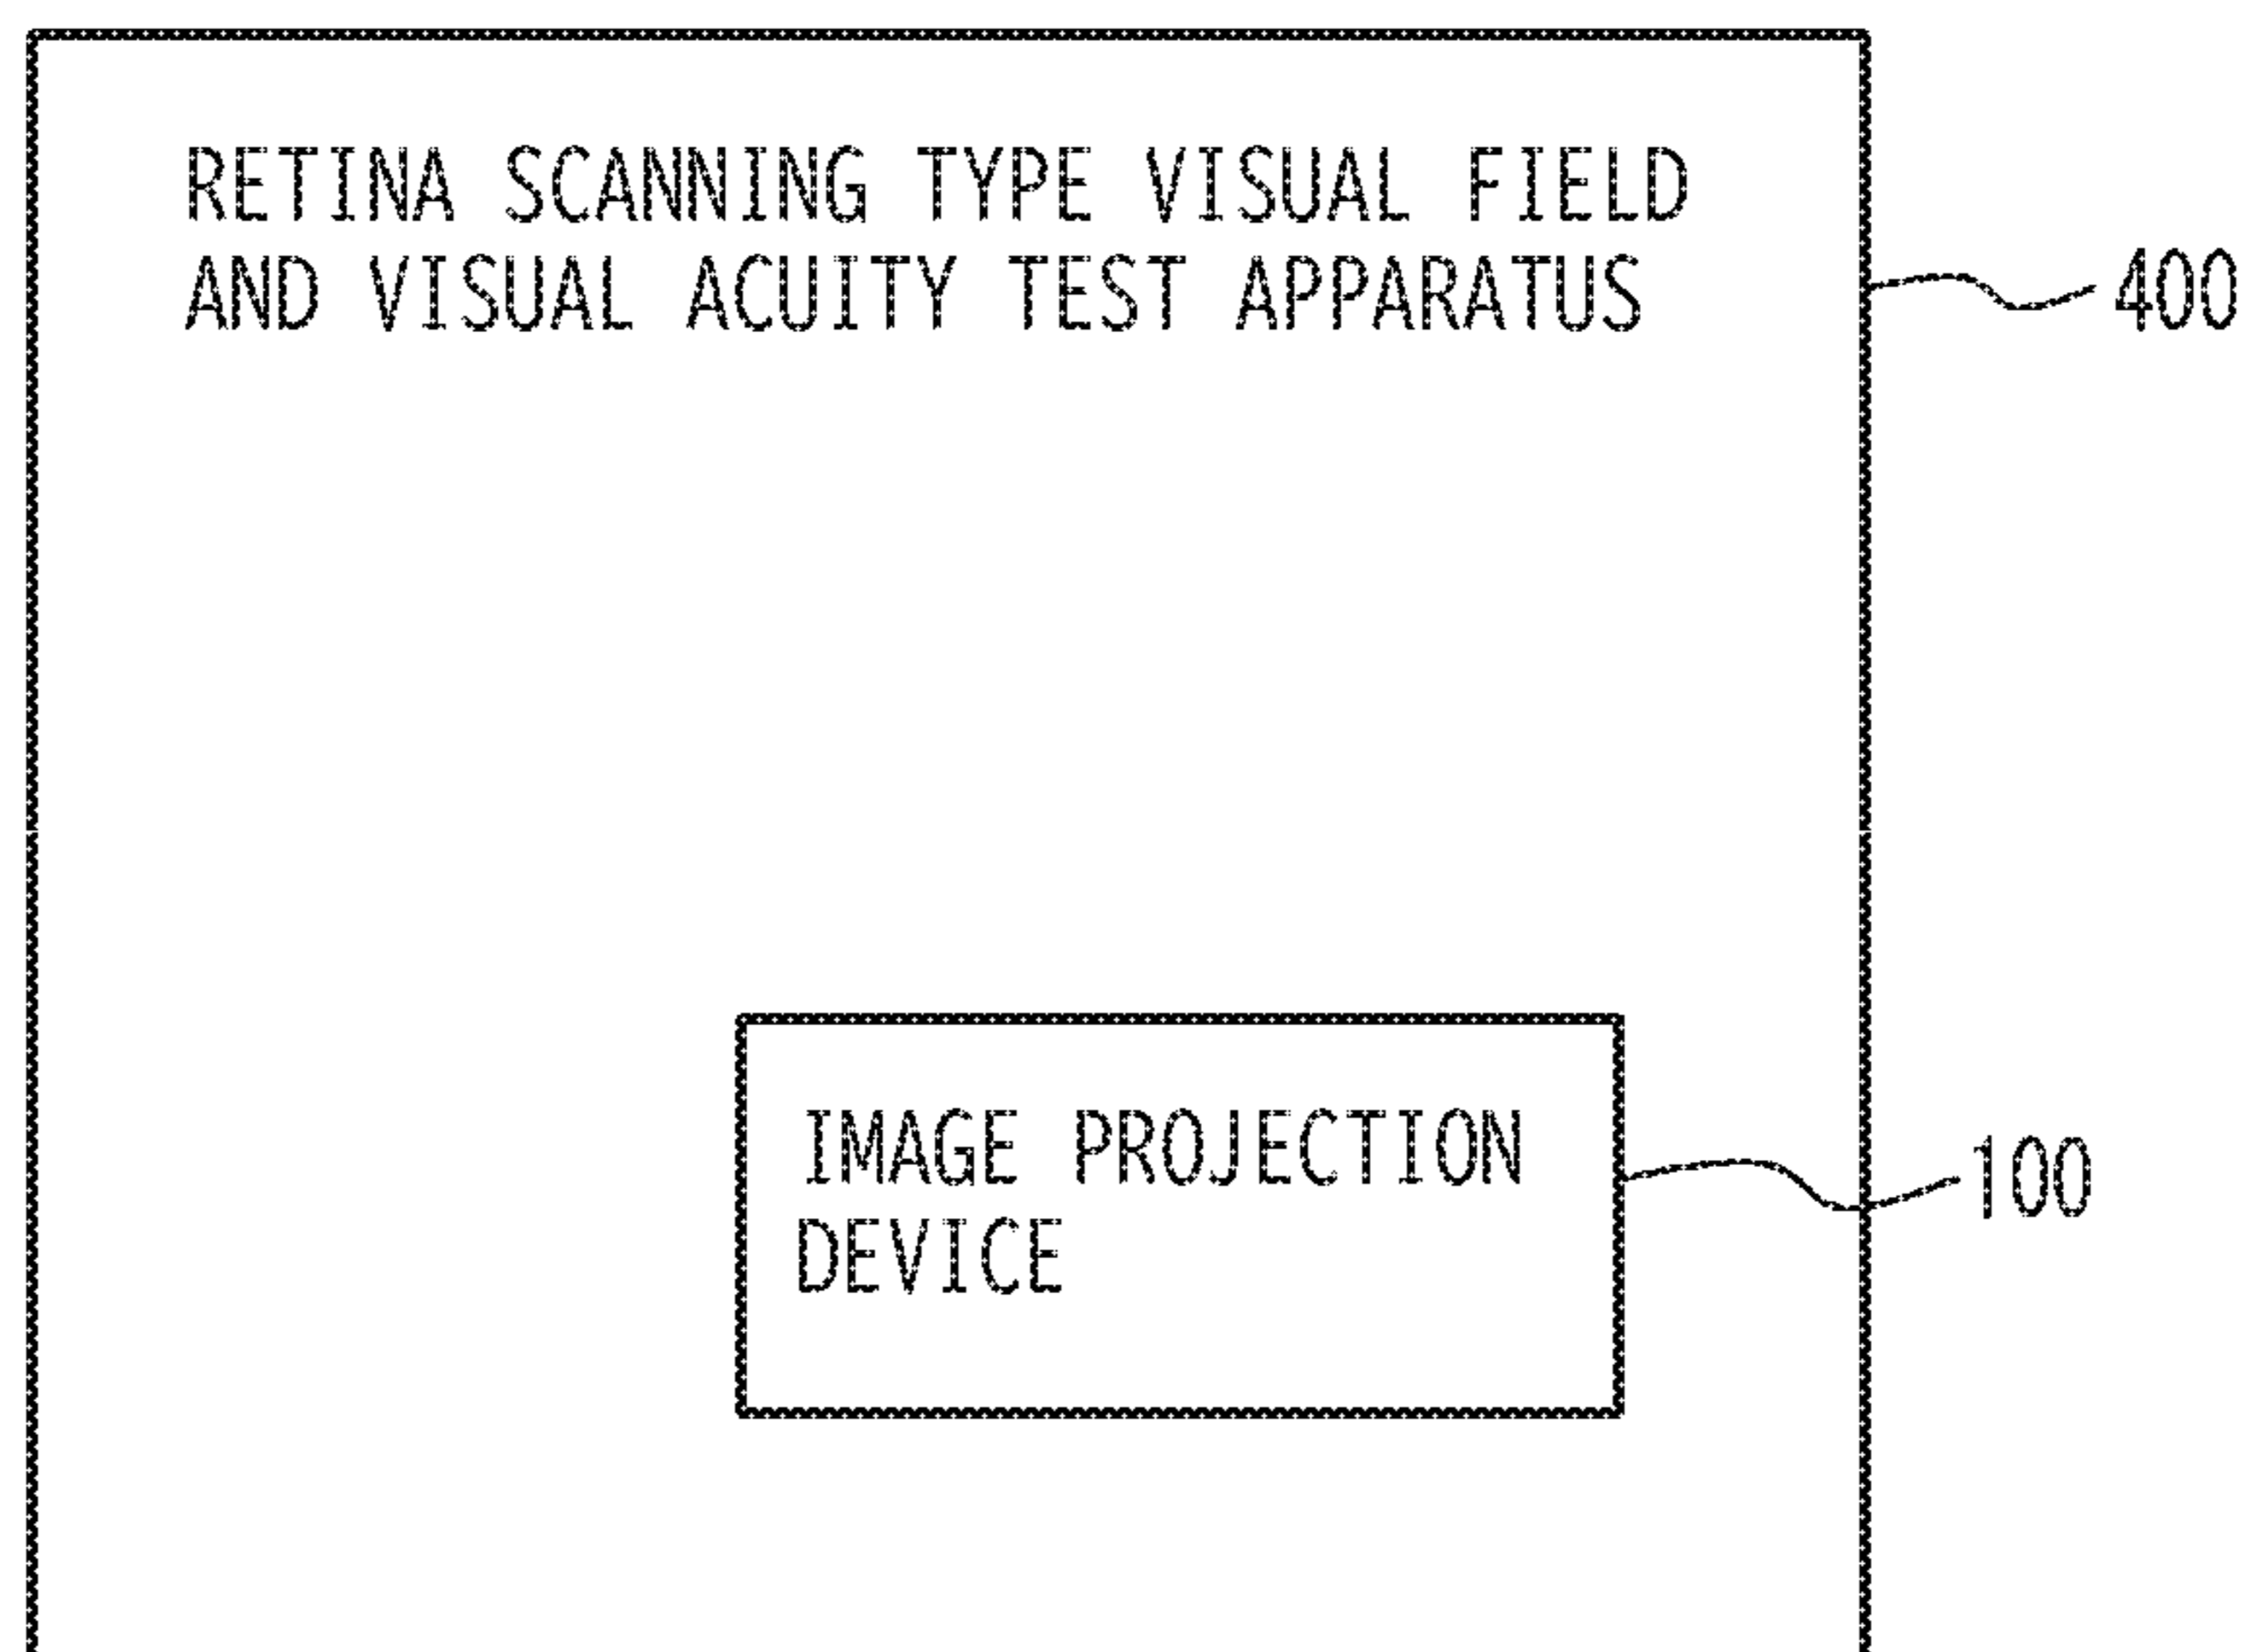 RETINA SCANNING TYPE VISUAL FIELD
AND VISUAL ACUITY TEST APPARATUS
400
IMAGE PROJECTION
DEVICE
100